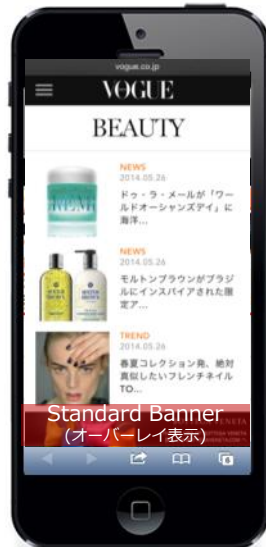 vogue.co.jp
VOGUE
BEAUTY
NEWS
2014.05.26
ドゥ・ラ・メールが「ワー
ルドオーシャンズデイ」に
海洋...
NEWS
2014.05.26
モルトンブラウンがブラジ
ルにインスパイアされた限
定ア...
TREND
2014.05.26
春夏コレクション発、絶対
真似したいフレンチネイル
TO...
Standard Banner
(オーバーレイ表示)